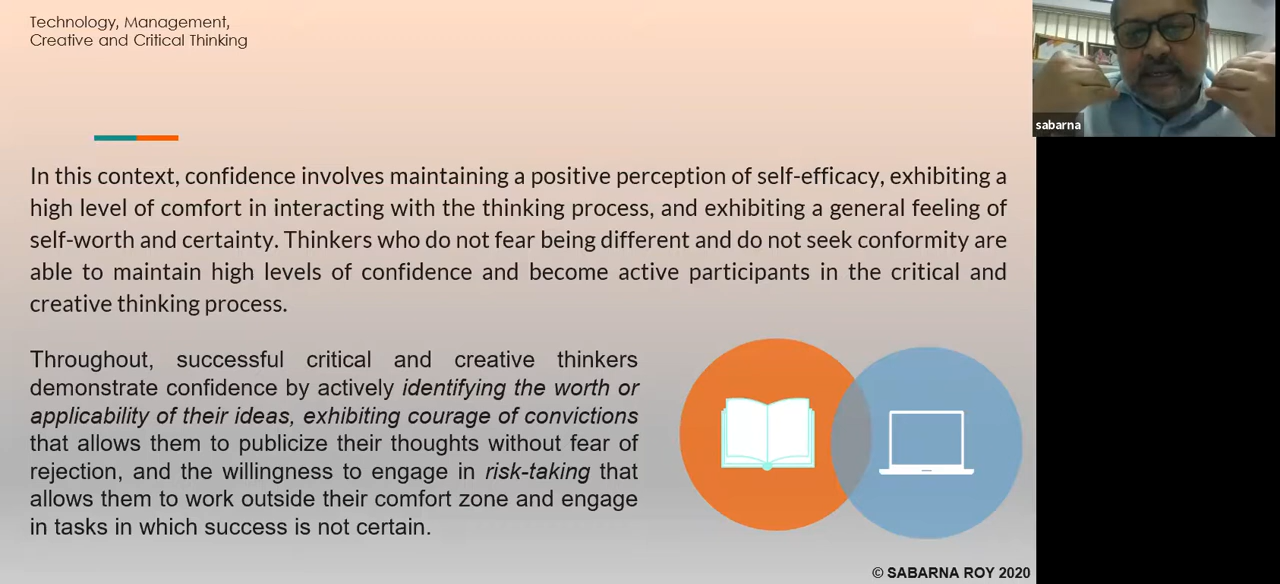 Technology, Management,
Creative and Critical Thinking
sabarna
In this context, confidence involves maintaining a positive perception of self-efficacy, exhibiting a
high level of comfort in interacting with the thinking process, and exhibiting a general feeling of
self-worth and certainty. Thinkers who do not fear being different and do not seek conformity are
able to maintain high levels of confidence and become active participants in the critical and
creative thinking process.
Throughout, successful critical and creative thinkers
demonstrate confidence by actively identifying the worth or
applicability of their ideas, exhibiting courage of convictions
that allows them to publicize their thoughts without fear of
rejection, and the willingness to engage in risk-taking that
allows them to work outside their comfort zone and engage
in tasks in which success is not certain.
© SABARNA ROY 2020